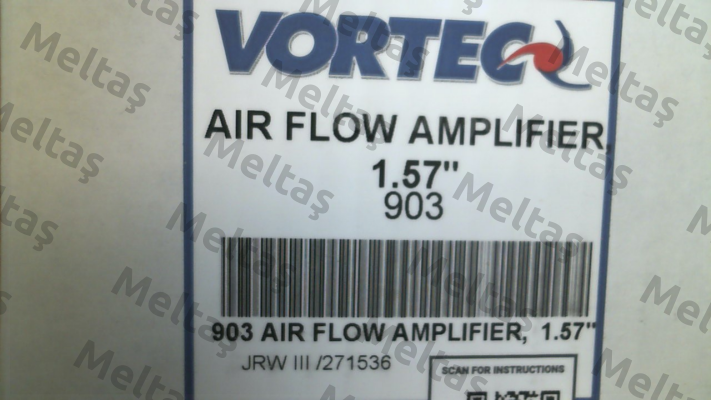 VORTEC
AIR FLOW AMPLIFIER,
1.57"
903
903 AIR FLOW AMPLIFIER, 1.57"
JRW III /271536
SCAN FOR INSTRUCTIONS
Meltaş